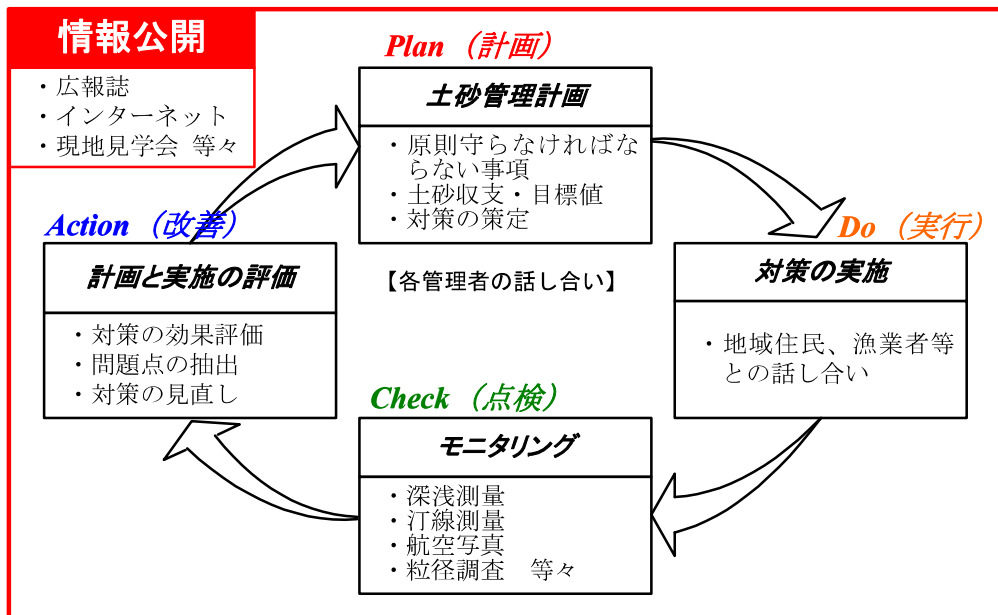 情報公開
・広報誌
・インターネット
・現地見学会 等々
Plan（計画）
土砂管理計画
・原則守らなければな
らない事項
・土砂収支・目標値
・対策の策定
Do（実行）
対策の実施
・地域住民、漁業者等
との話し合い
【各管理者の話し合い】
Check（点検）
モニタリング
・深浅測量
・汀線測量
・航空写真
・粒径調査　等々
Action（改善）
計画と実施の評価
・対策の効果評価
・問題点の抽出
・対策の見直し